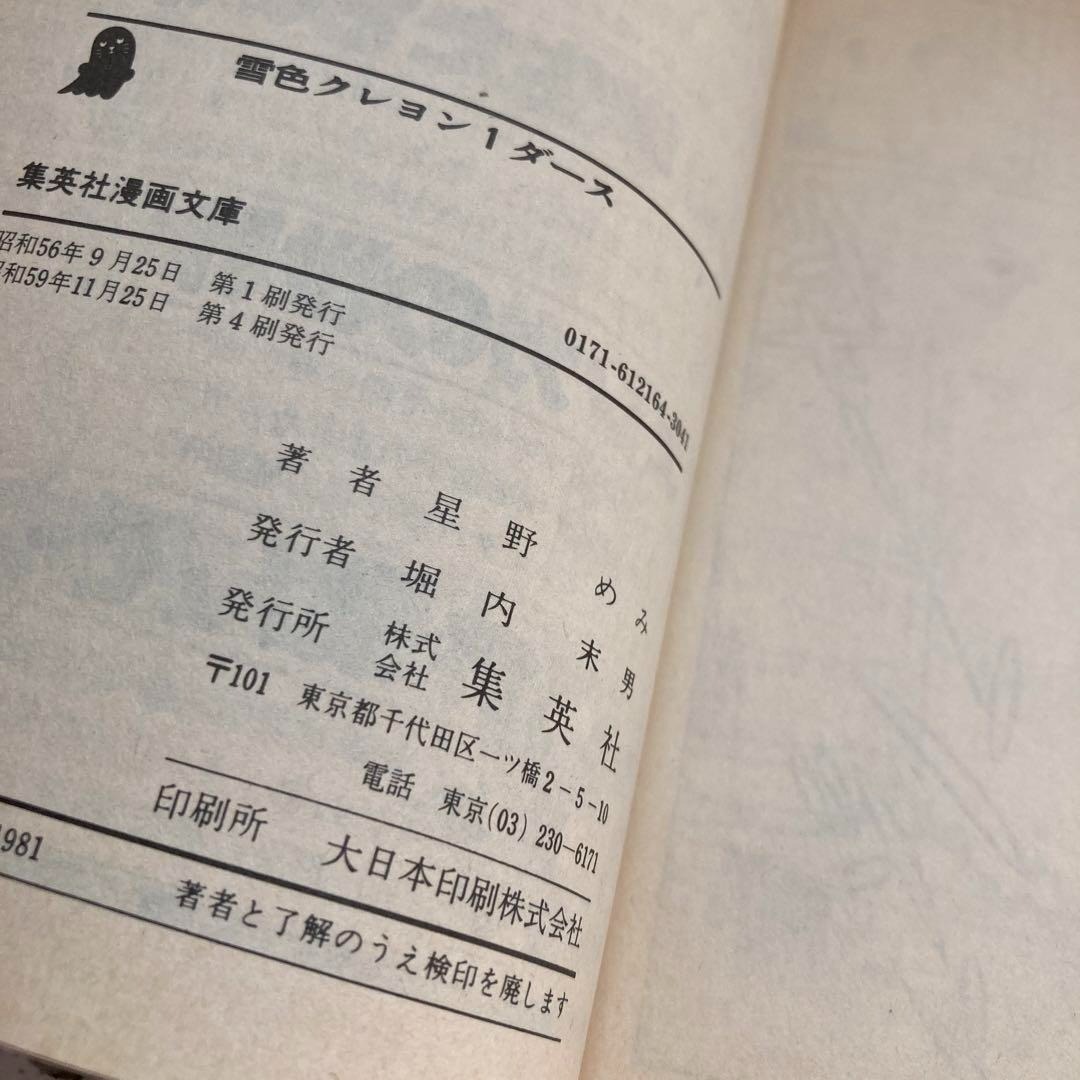 雪色クレヨン1ダース
集英社漫画文庫
昭和56年9月25日 第1刷発行
昭和59年11月25日 第4刷発行
0171-612164-3041
著者 星野めみ
発行者 堀内末男
発行所 株式会社 集英社
〒101 東京都千代田区一ツ橋2-5-10
電話 東京(03)230-6171
印刷所 大日本印刷株式会社
1981
著者と了解のうえ検印を廃します